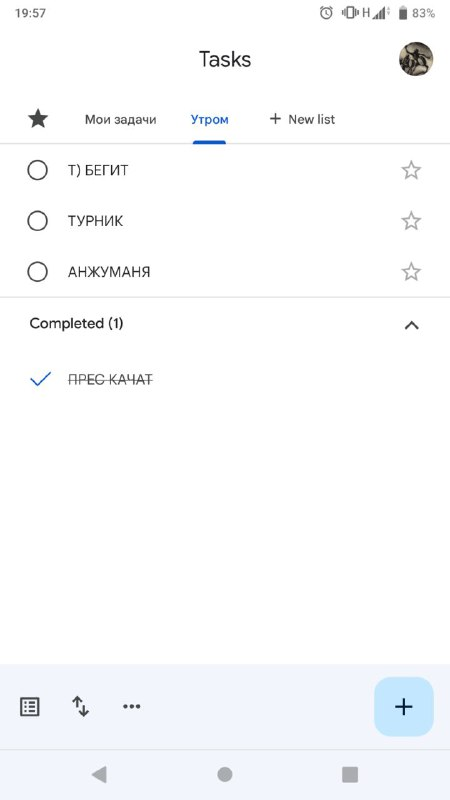 19:57
H
83%
Tasks
Мои задачи
Утром
+ New list
Т) БЕГИТ
ТУРНИК
АНЖУМАНЯ
Completed (1)
ПРЕС КАЧАТ